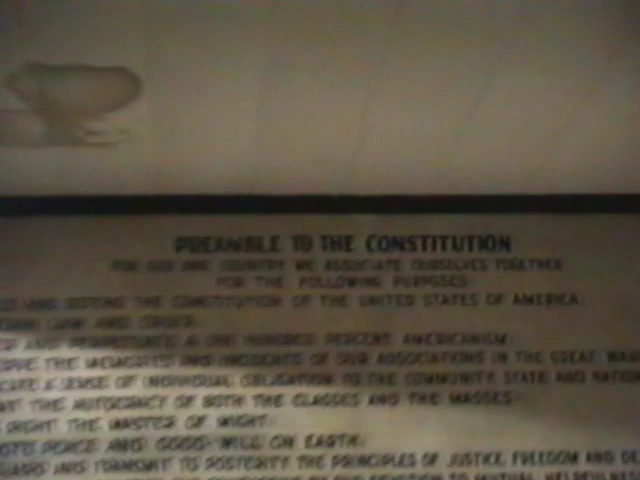 PREAMBLE TO THE CONSTITUTION
FOR GOD AND COUNTRY WE ASSOCIATE OURSELVES TOGETHER
FOR THE FOLLOWING PURPOSES:
AND DEFEND THE CONSTITUTION OF THE UNITED STATES OF AMERICA;
LAW AND ORDER;
AND PERPETUATE A ONE HUNDRED PERCENT AMERICANISM;
THE MEMORIES AND INCIDENTS OF OUR ASSOCIATIONS IN THE GREAT
A SENSE OF INDIVIDUAL OBLIGATION TO THE COMMUNITY, STATE AND
THE AUTOCRACY OF BOTH THE CLASSES AND THE MASSES;
RIGHT THE MASTER OF MIGHT;
PEACE AND GOOD-WILL ON EARTH;
AND TRANSMIT TO POSTERITY THE PRINCIPLES OF JUSTICE, FREEDOM AND